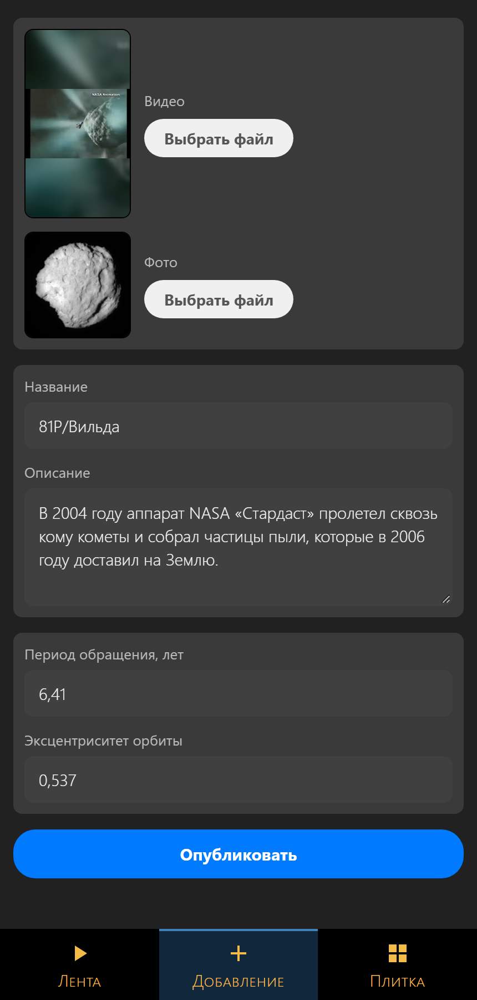 NASA Animation
Видео
Выбрать файл
Фото
Выбрать файл
Название
81P/Вильда
Описание
В 2004 году аппарат NASA «Стардаст» пролетел сквозь
кому кометы и собрал частицы пыли, которые в 2006
году доставил на Землю.
Период обращения, лет
6,41
Эксцентриситет орбиты
0,537
Опубликовать
Лента
Добавление
Плитка